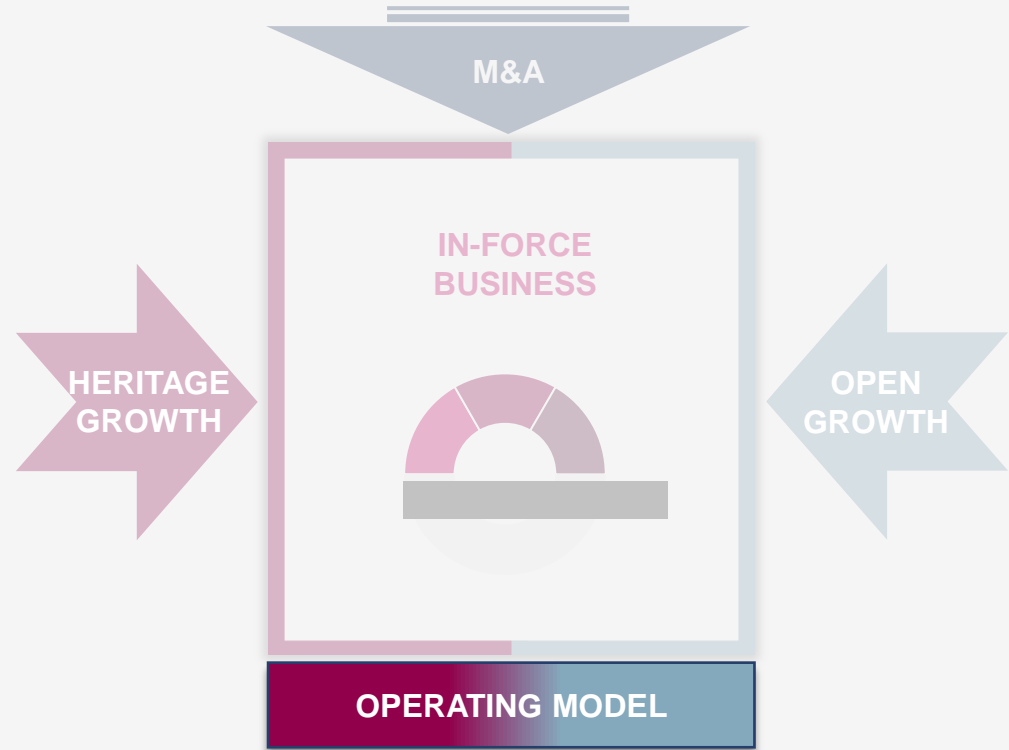 M&A
IN-FORCE
BUSINESS
HERITAGE
GROWTH
OPEN
GROWTH
OPERATING MODEL